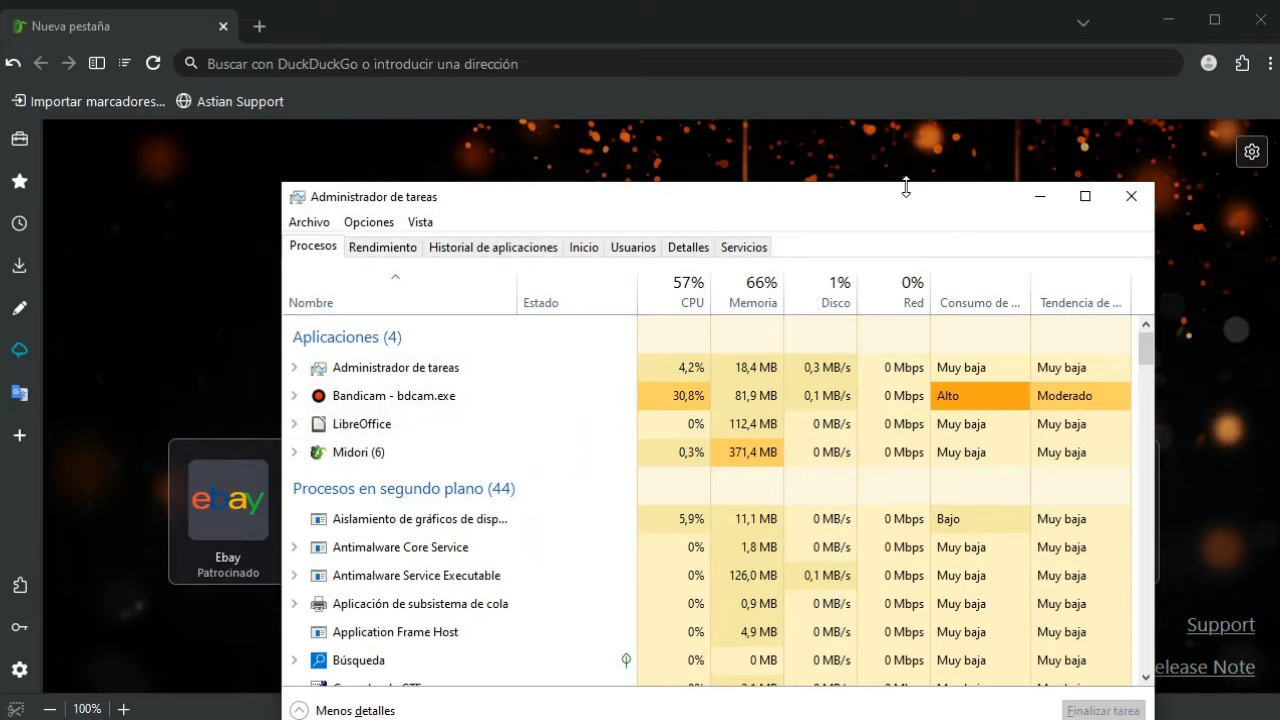 Nueva pestaña
Buscar con DuckDuckGo o introducir una dirección
Importar marcadores...
Astian Support
Administrador de tareas
Archivo Opciones Vista
Procesos Rendimiento Historial de aplicaciones Inicio Usuarios Detalles Servicios
57% 66% 1% 0%
Nombre Estado CPU Memoria Disco Red Consumo de ... Tendencia de ...
Aplicaciones (4)
Administrador de tareas 4,2% 18,4 MB 0,3 MB/s 0 Mbps Muy baja Muy baja
Bandicam - bdcam.exe 30,8% 81,9 MB 0,1 MB/s 0 Mbps Alto Moderado
LibreOffice 0% 112,4 MB 0 MB/s 0 Mbps Muy baja Muy baja
Midori (6) 0,3% 371,4 MB 0 MB/s 0 Mbps Muy baja Muy baja
Procesos en segundo plano (44)
Aislamiento de gráficos de disp... 5,9% 11,1 MB 0 MB/s 0 Mbps Bajo Muy baja
Antimalware Core Service 0% 1,8 MB 0 MB/s 0 Mbps Muy baja Muy baja
Antimalware Service Executable 0% 126,0 MB 0,1 MB/s 0 Mbps Muy baja Muy baja
Aplicación de subsistema de cola 0% 0,9 MB 0 MB/s 0 Mbps Muy baja Muy baja
Application Frame Host 0% 4,9 MB 0 MB/s 0 Mbps Muy baja Muy baja
Búsqueda 0% 0 MB 0 MB/s 0 Mbps Muy baja Muy baja
Menos detalles
Finalizar tarea
ebay
Ebay
Patrocinado
Support
elease Note
100%